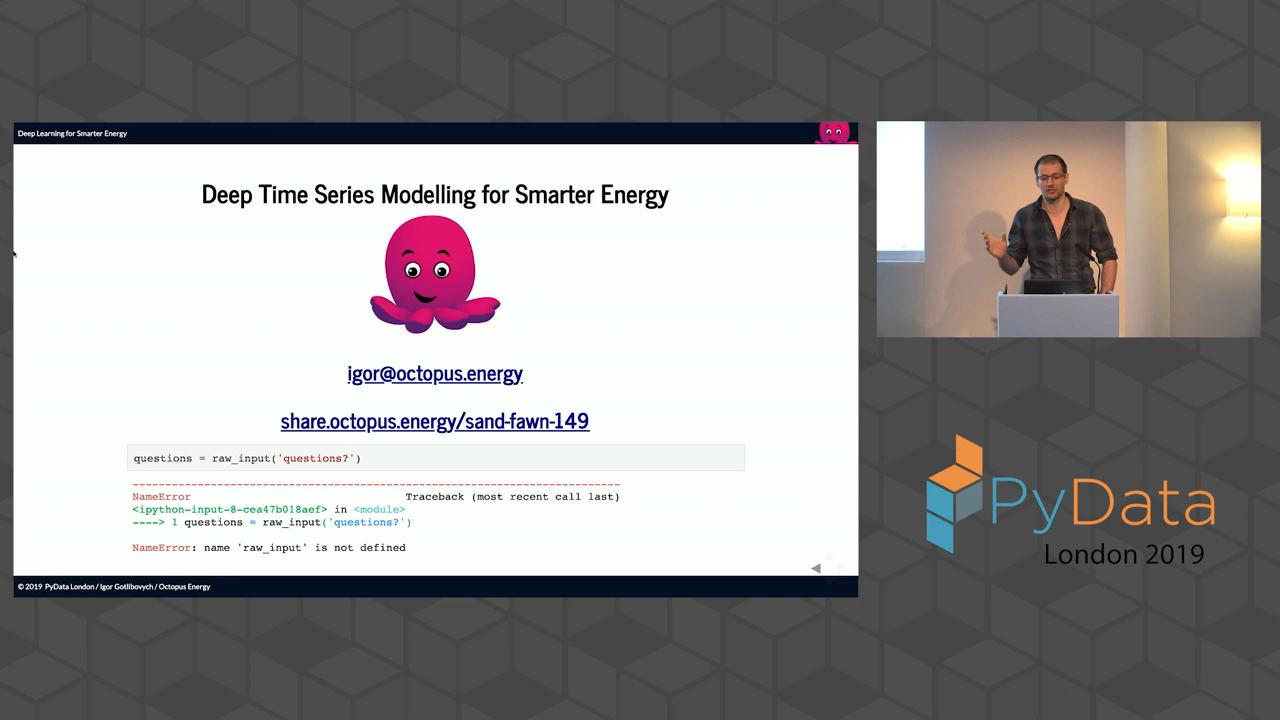 Deep Learning for Smarter Energy
Deep Time Series Modelling for Smarter Energy
igor@octopus.energy
share.octopus.energy/sand-fawn-149
questions = raw_input('questions?')
---------------------------------------------------------------------------
NameError Traceback (most recent call last)
<ipython-input-8-cea47b018aef> in <module>
----> 1 questions = raw_input('questions?')
NameError: name 'raw_input' is not defined
© 2019 PyData London / Igor Gotlibovych / Octopus Energy
PyData
London 2019